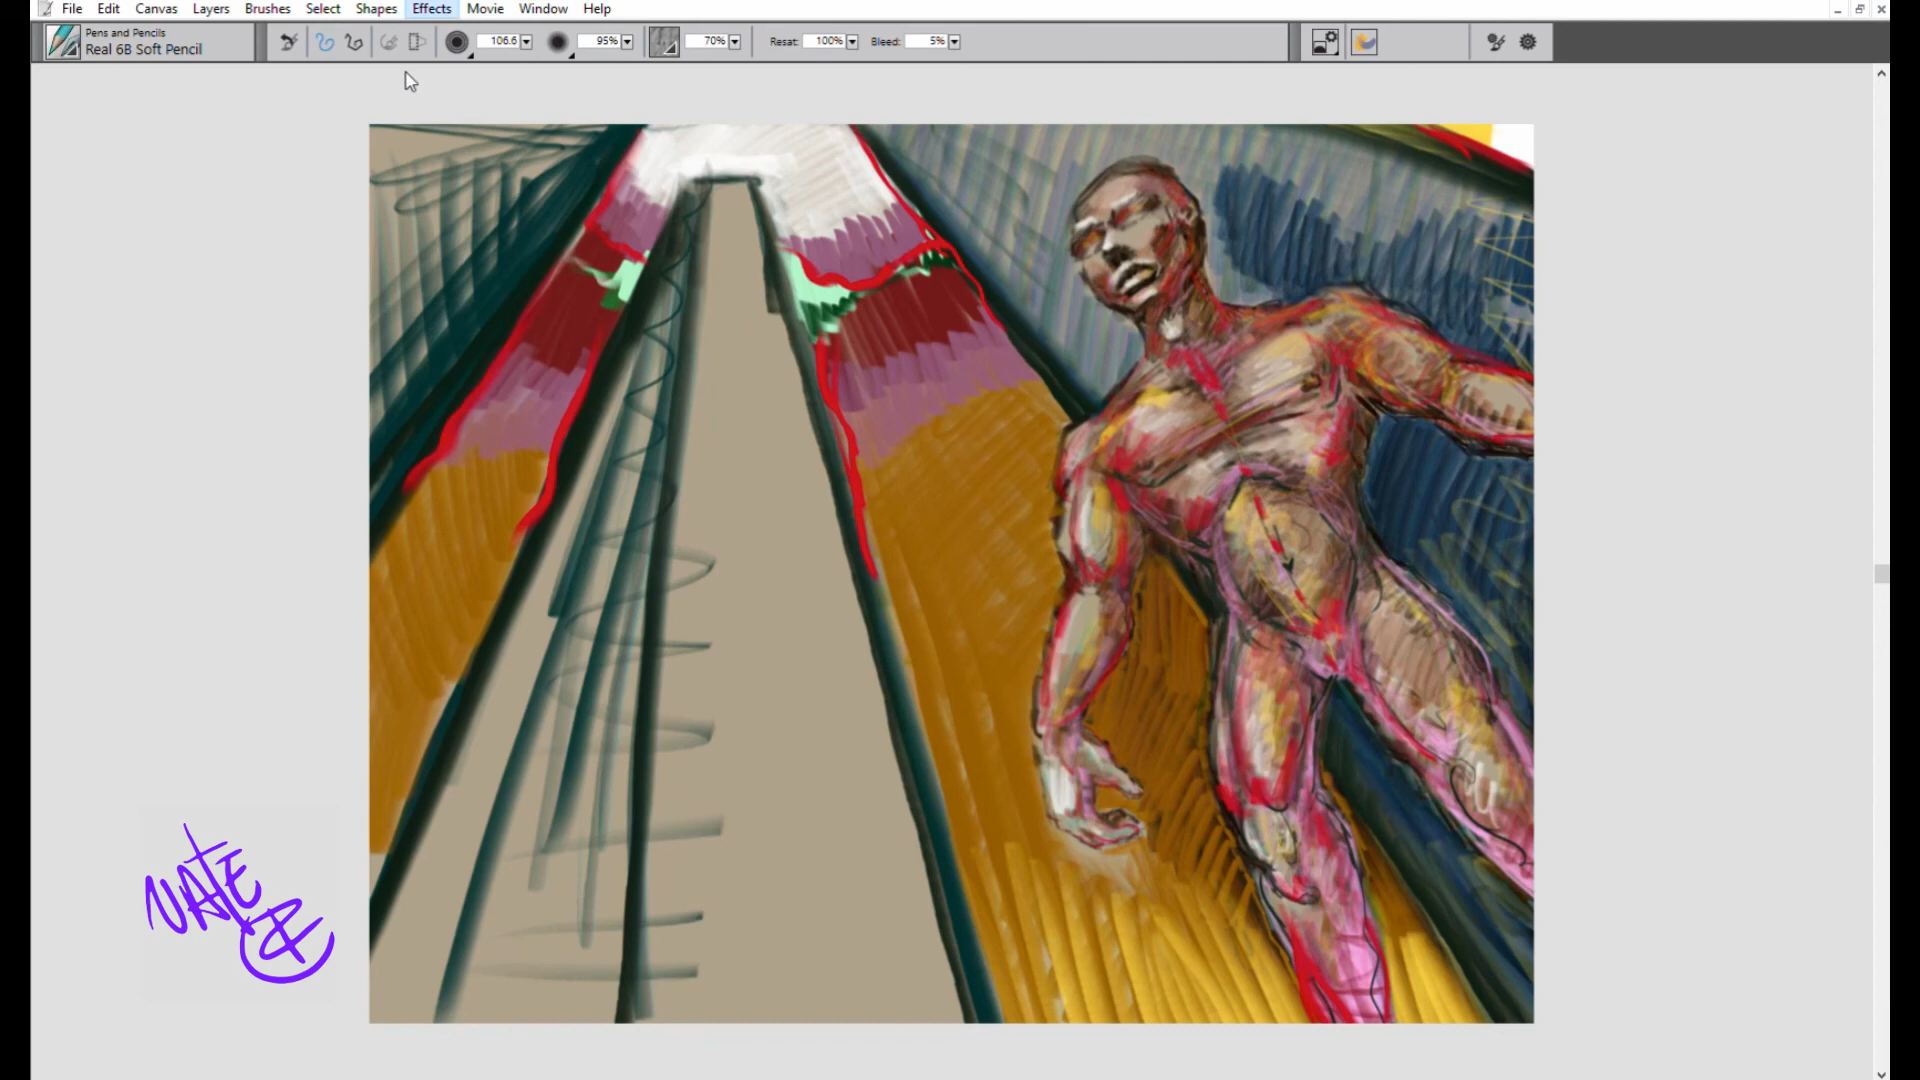 File Edit Canvas Layers Brushes Select Shapes Effects Movie Window Help
Pens and Pencils
Real 6B Soft Pencil
106.6 95% 70% Resat: 100% Bleed: 5%
NATE